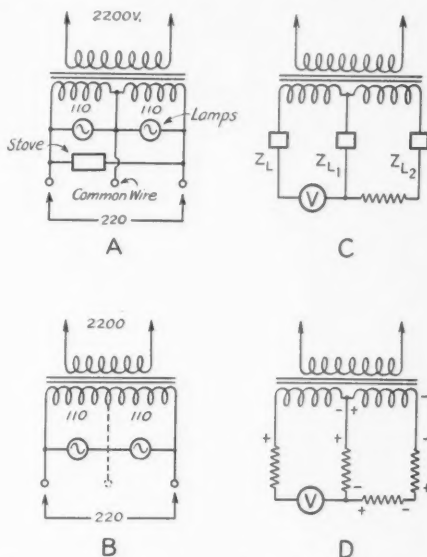 2200V.
110 110
Lamps
Stove
Common Wire
220
A
Z L Z L1 Z L2
V
C
2200
110 110
220
B
- + -
+ + -
- +
V
+ -
D